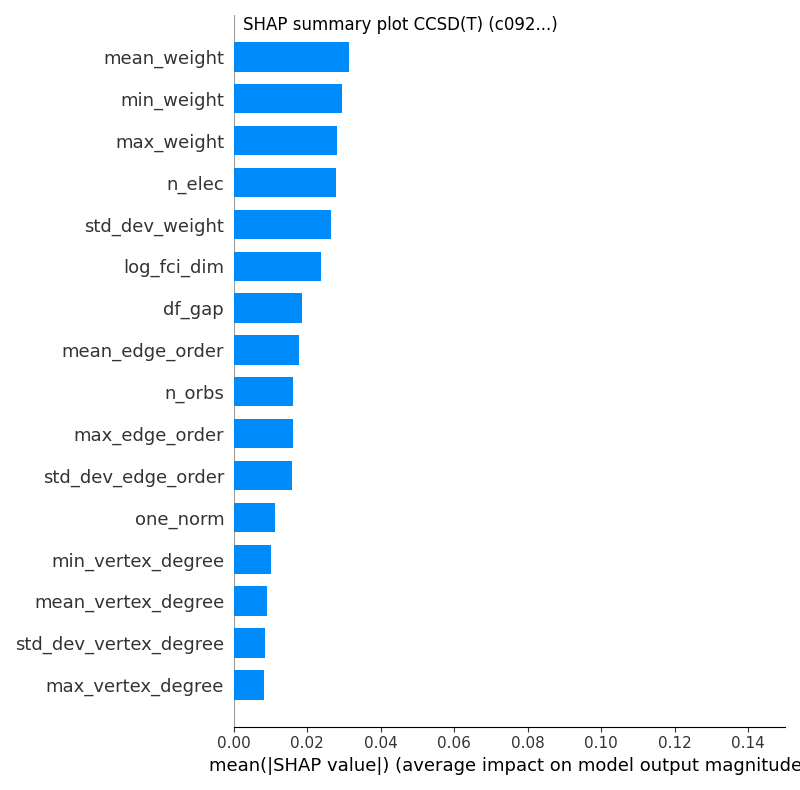 SHAP summary plot CCSD(T) (c092...)
mean_weight
min_weight
max_weight
n_elec
std_dev_weight
log_fci_dim
df_gap
mean_edge_order
n_orbs
max_edge_order
std_dev_edge_order
one_norm
min_vertex_degree
mean_vertex_degree
std_dev_vertex_degree
max_vertex_degree
0.00 0.02 0.04 0.06 0.08 0.10 0.12 0.14
mean(|SHAP value|) (average impact on model output magnitude